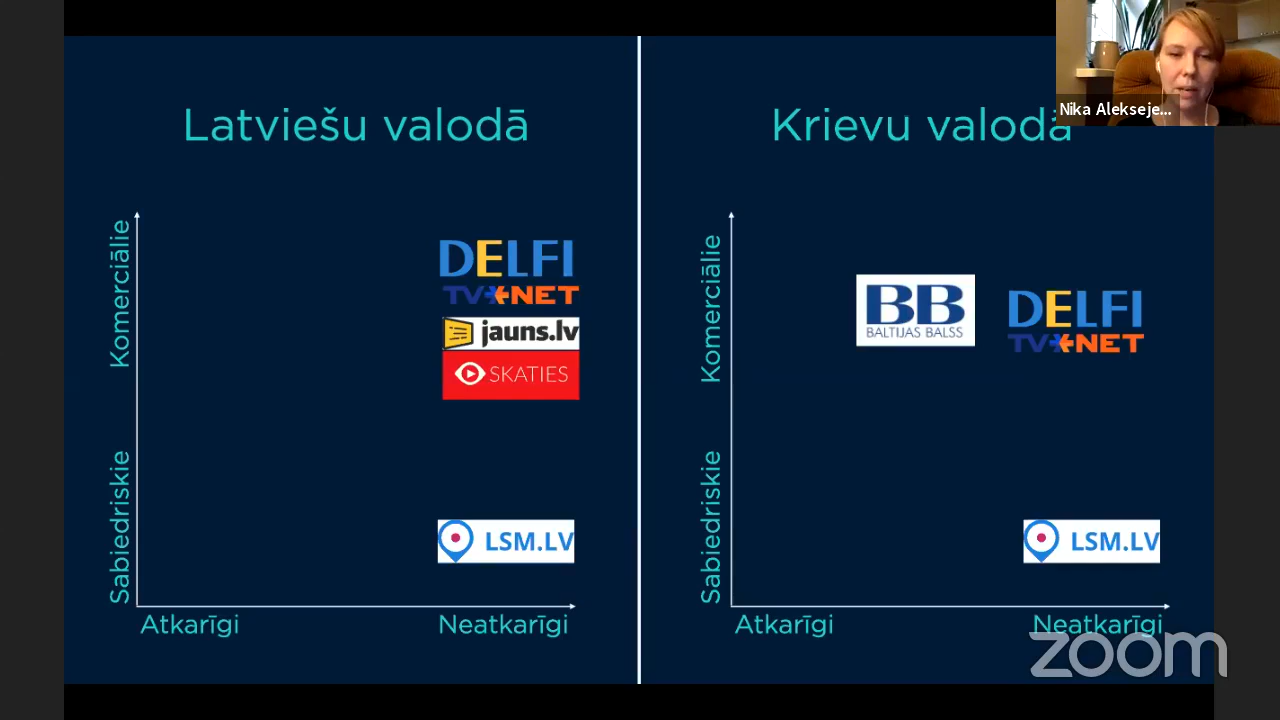 Latviešu valodā
Komerciālie
Sabiedriskie
DELFI
TV NET
jauns.lv
SKATIES
LSM.LV
Atkarīgi
Neatkarīgi
Krievu valodā
Komerciālie
Sabiedriskie
BB
BALTIJAS BALSS
DELFI
TV NET
LSM.LV
Atkarīgi
Neatkarīgi
Nika Alekseje...
zoom